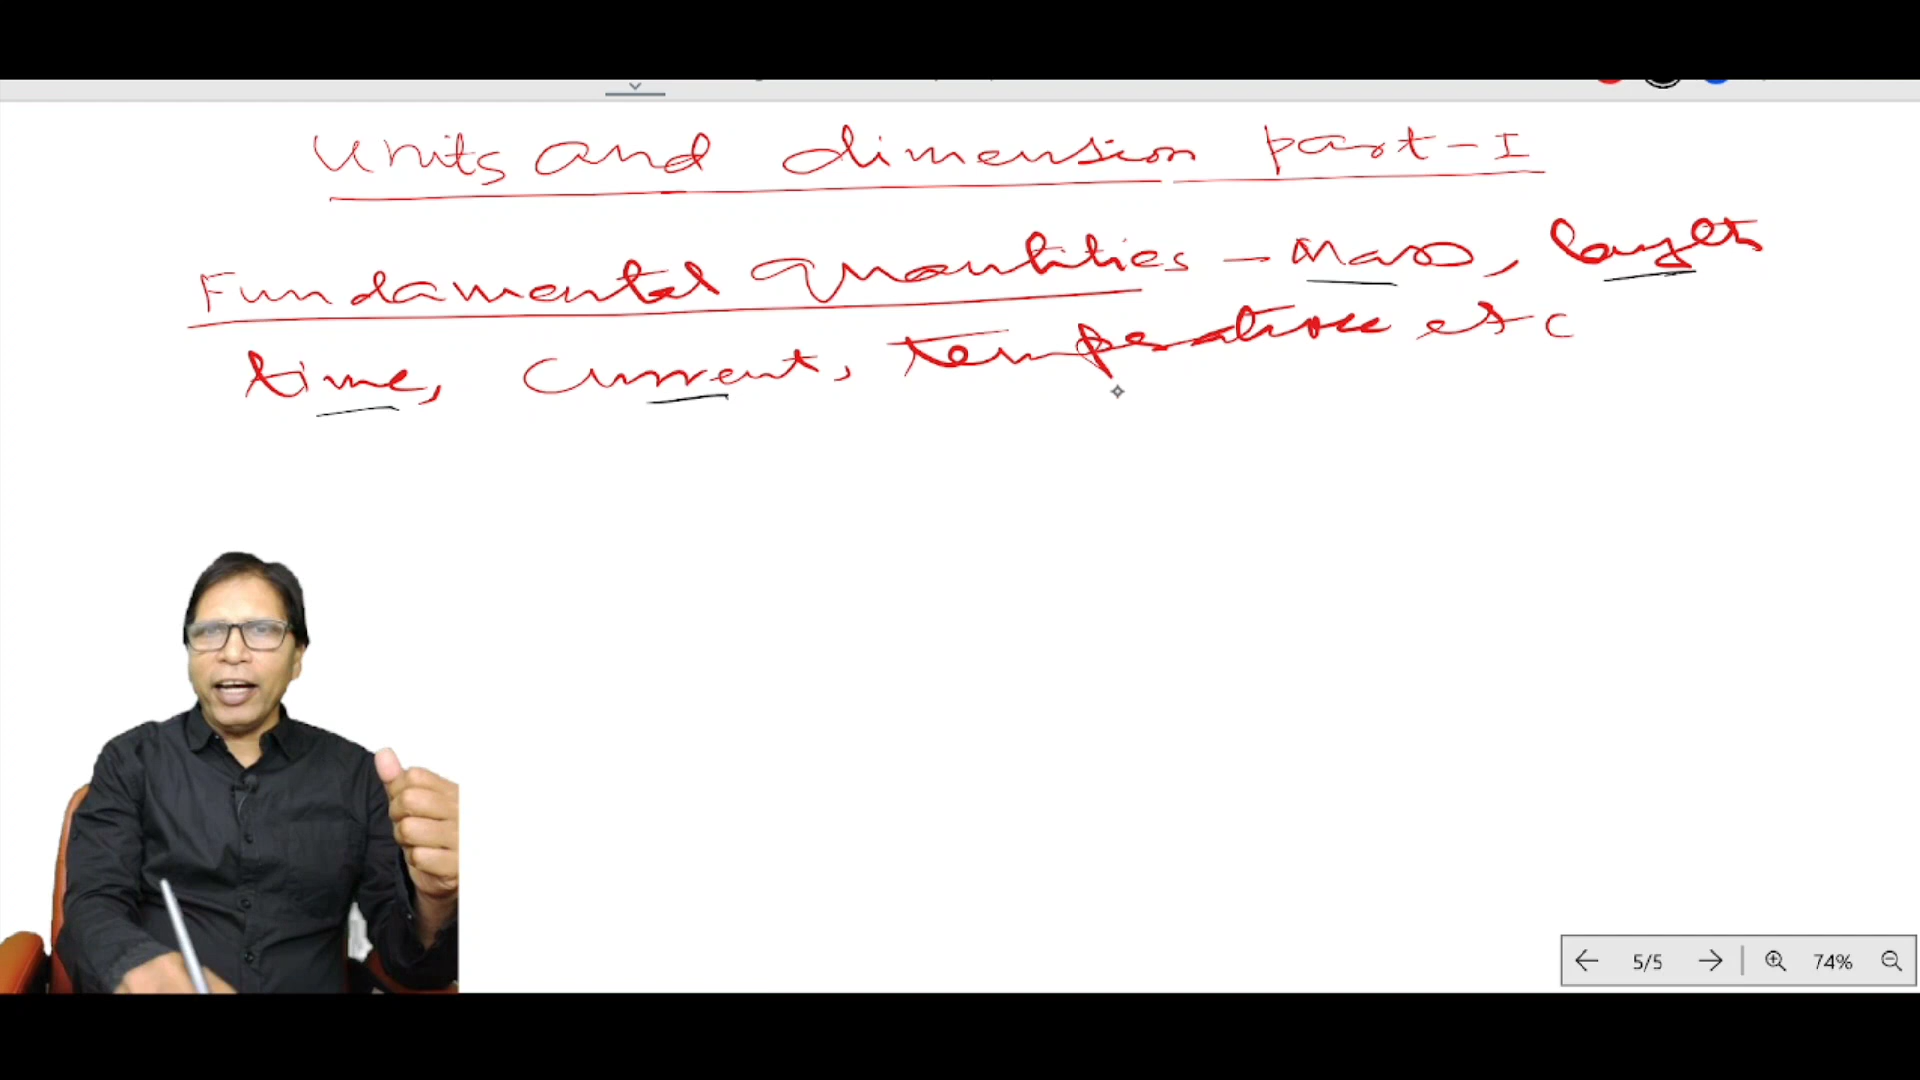 Units and dimension part-I
Fundamental Quantities - Mass, length
time, Current, temperature etc
5/5
74%